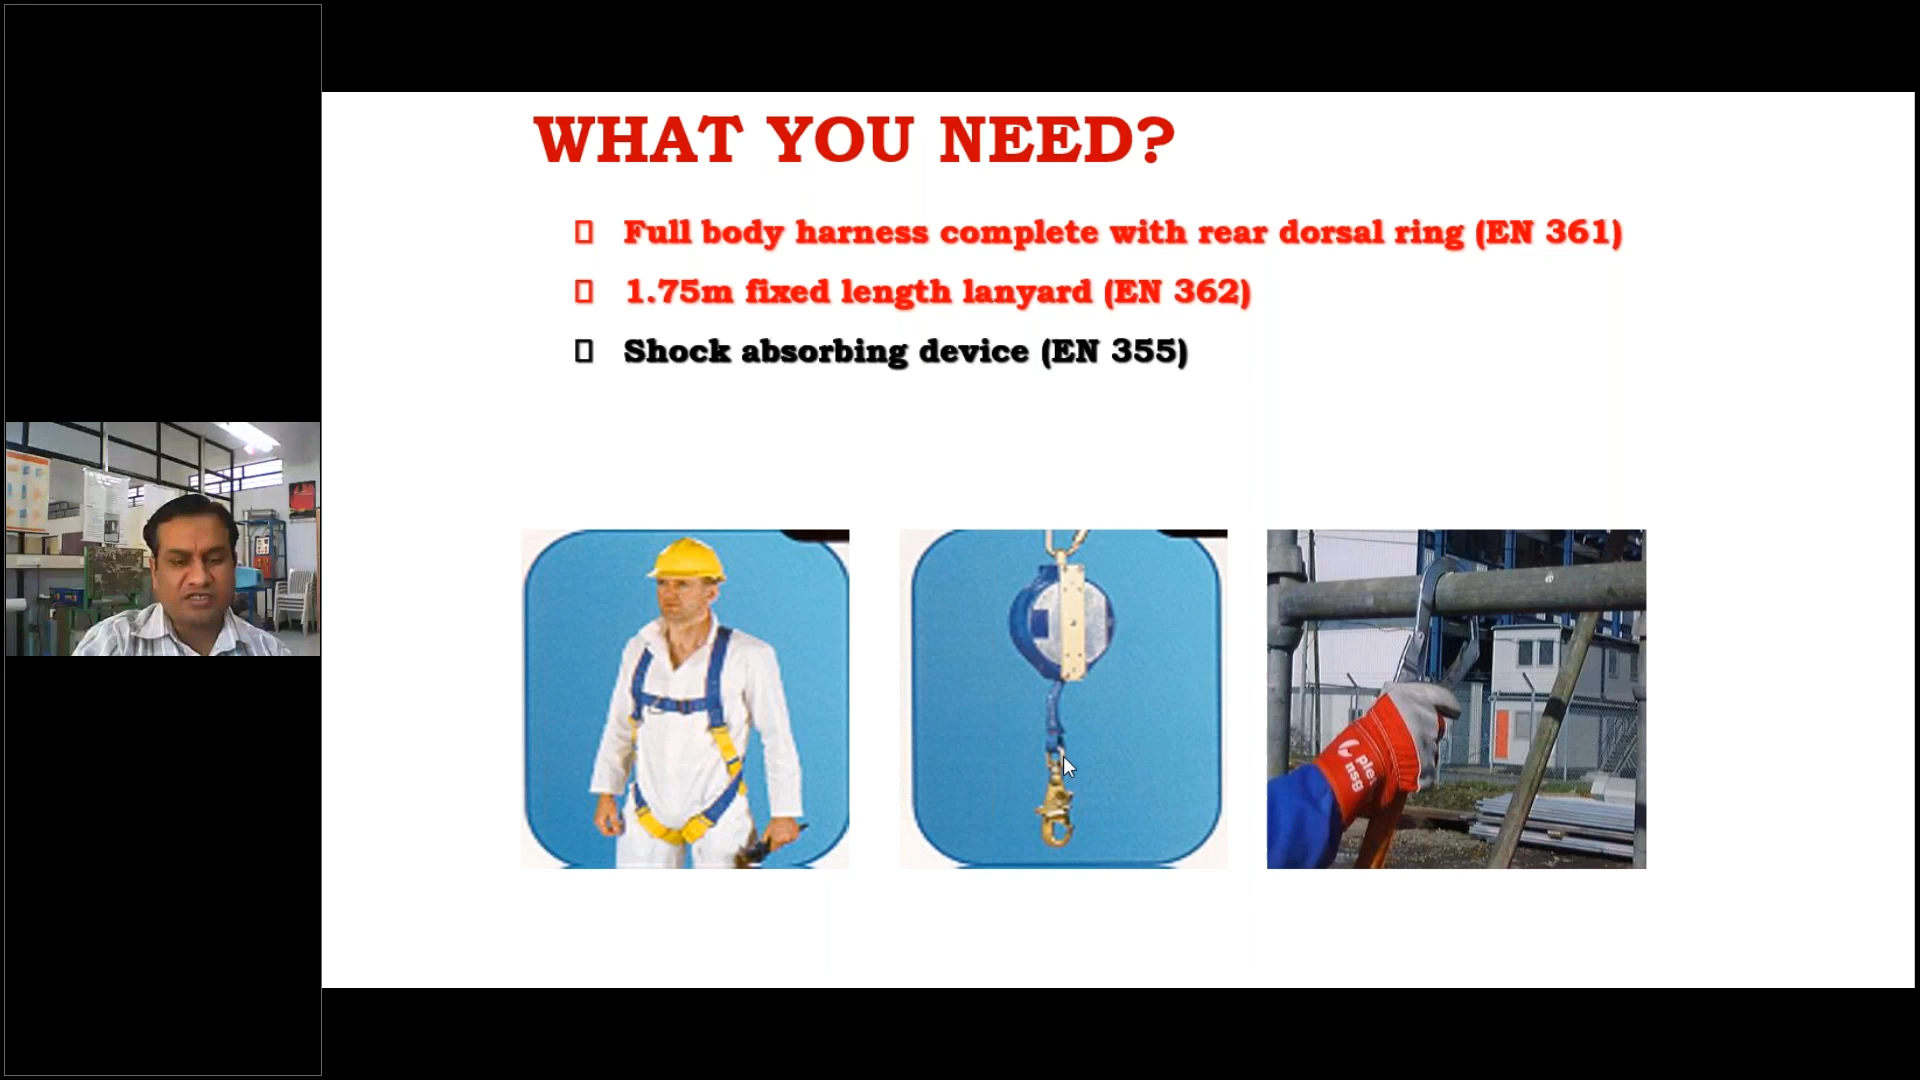 WHAT YOU NEED?
Full body harness complete with rear dorsal ring (EN 361)
1.75m fixed length lanyard (EN 362)
Shock absorbing device (EN 355)